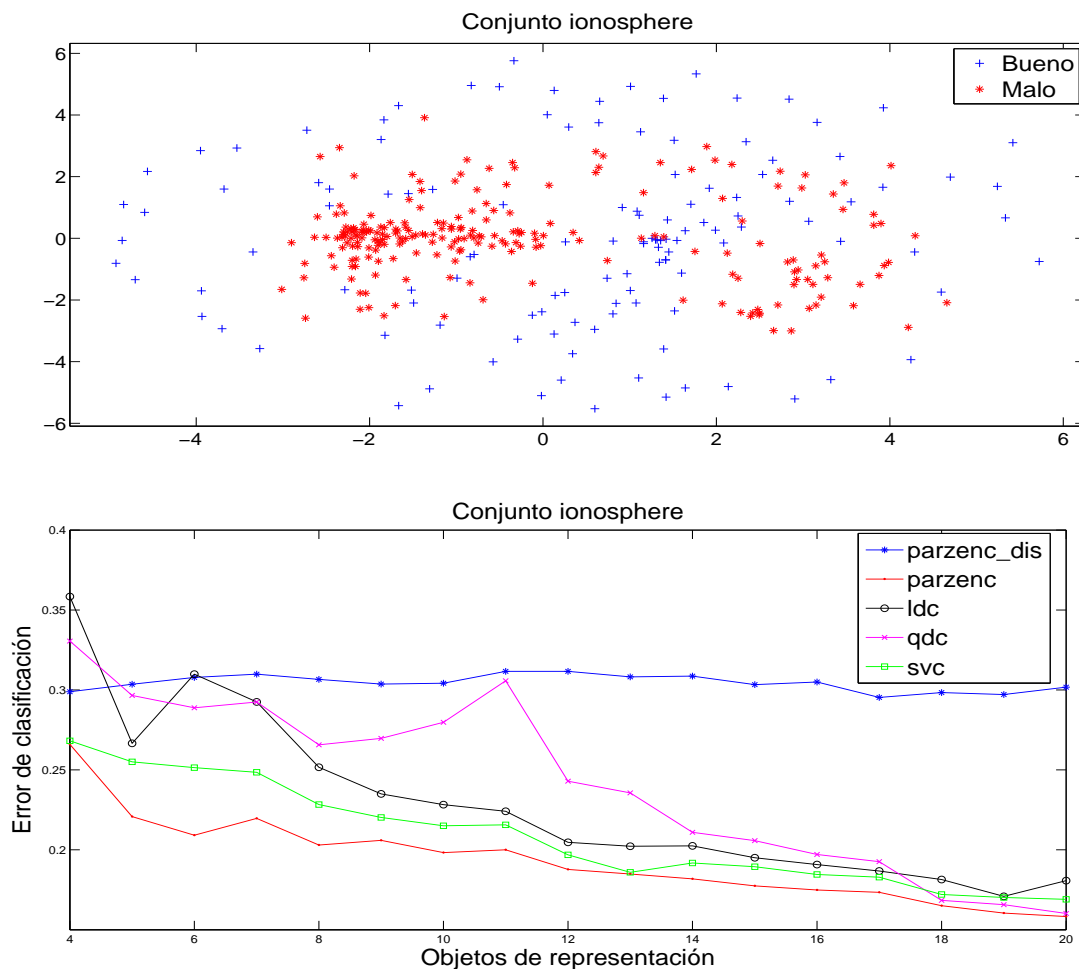 Conjunto ionosphere
6
4
2
0
−2
−4
−6
−4
−2
0
2
4
6
Bueno
Malo
Conjunto ionosphere
0.4
0.35
0.3
0.25
0.2
4
6
8
10
12
14
16
18
20
Error de clasificación
Objetos de representación
parzenc_dis
parzenc
ldc
qdc
svc